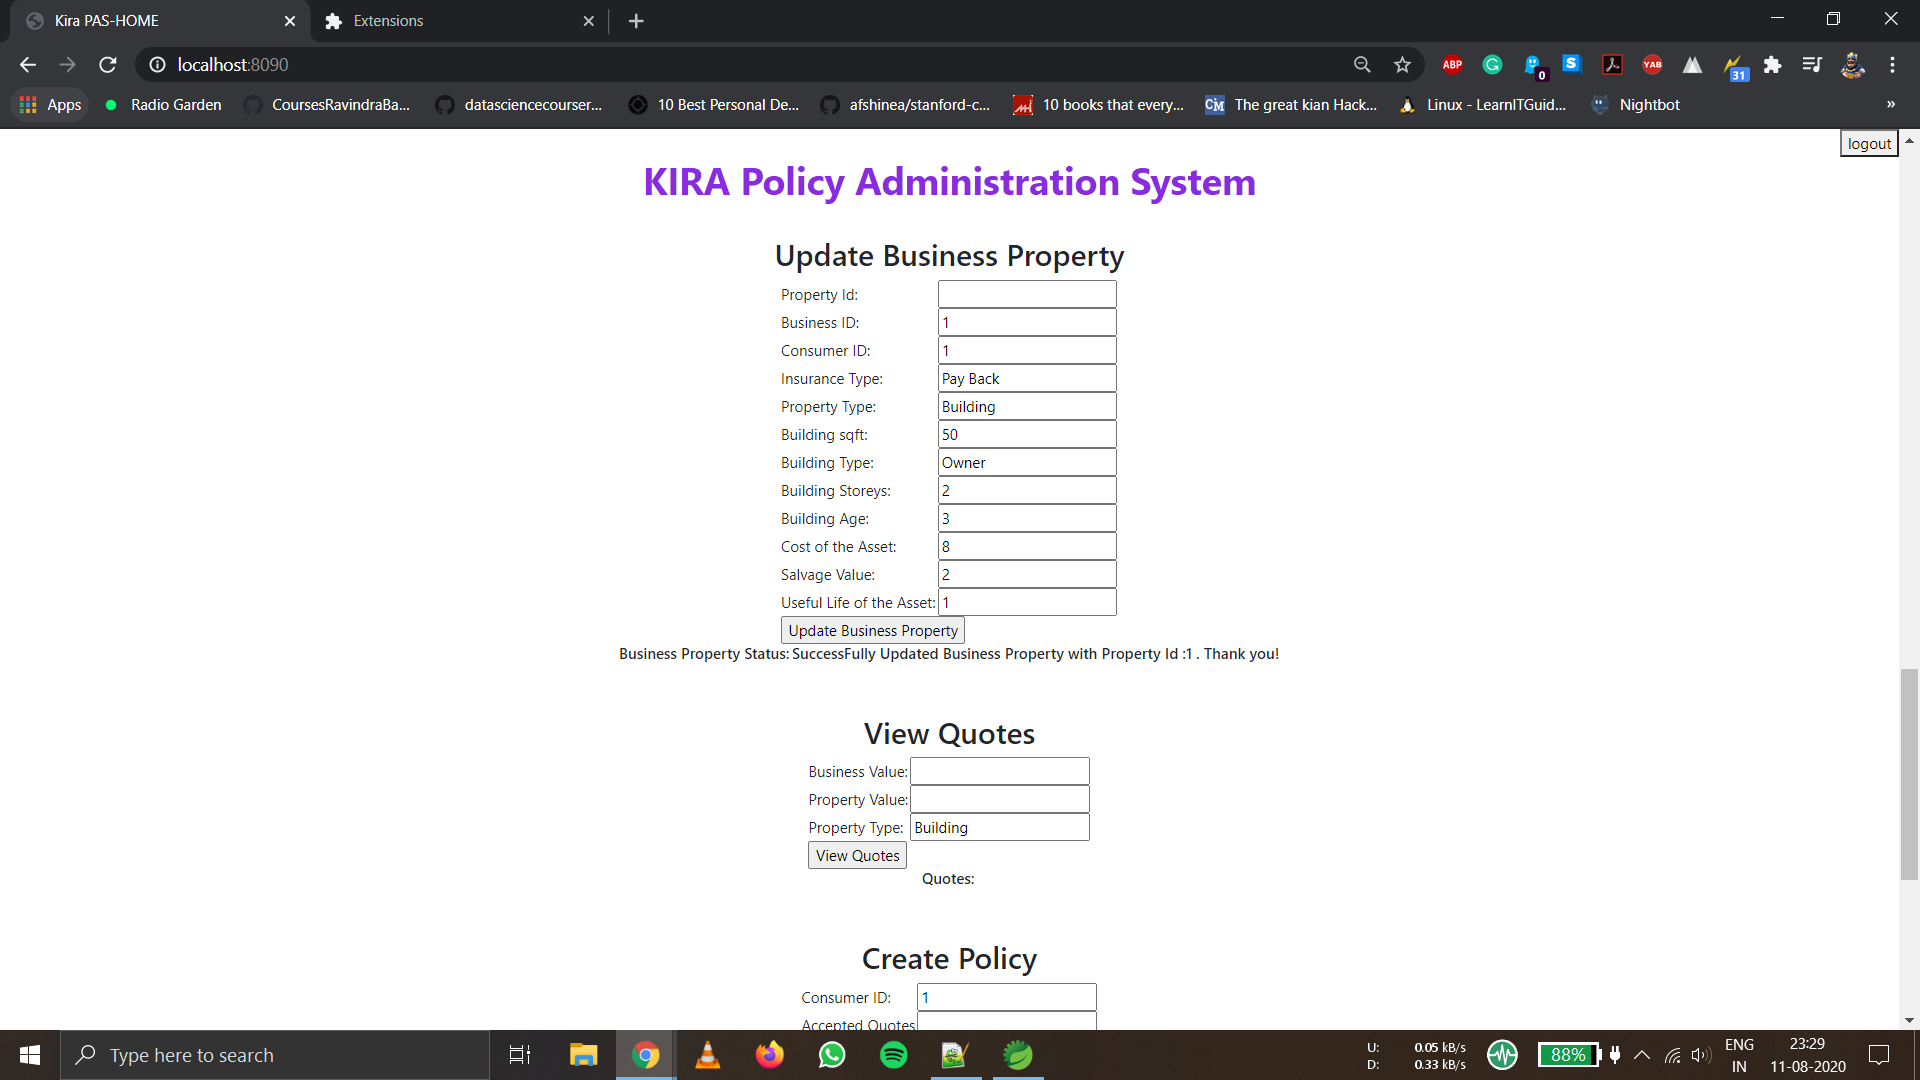 Kira PAS-HOME
Extensions
localhost:8090
ABP
0
S
YAB
31
Apps
Radio Garden
CoursesRavindraBa...
datasciencecourser...
10 Best Personal De...
afshinea/stanford-c...
10 books that every...
CM
The great kian Hack...
Linux - LearnITGuid...
Nightbot
»
logout
KIRA Policy Administration System
Update Business Property
Property Id:
Business ID: 1
Consumer ID: 1
Insurance Type: Pay Back
Property Type: Building
Building sqft: 50
Building Type: Owner
Building Storeys: 2
Building Age: 3
Cost of the Asset: 8
Salvage Value: 2
Useful Life of the Asset: 1
Update Business Property
Business Property Status: SuccessFully Updated Business Property with Property Id :1 . Thank you!
View Quotes
Business Value:
Property Value:
Property Type: Building
View Quotes
Quotes:
Create Policy
Consumer ID: 1
Accepted Quotes
Type here to search
U: 0.05 kB/s
D: 0.33 kB/s
88%
ENG
IN
23:29
11-08-2020